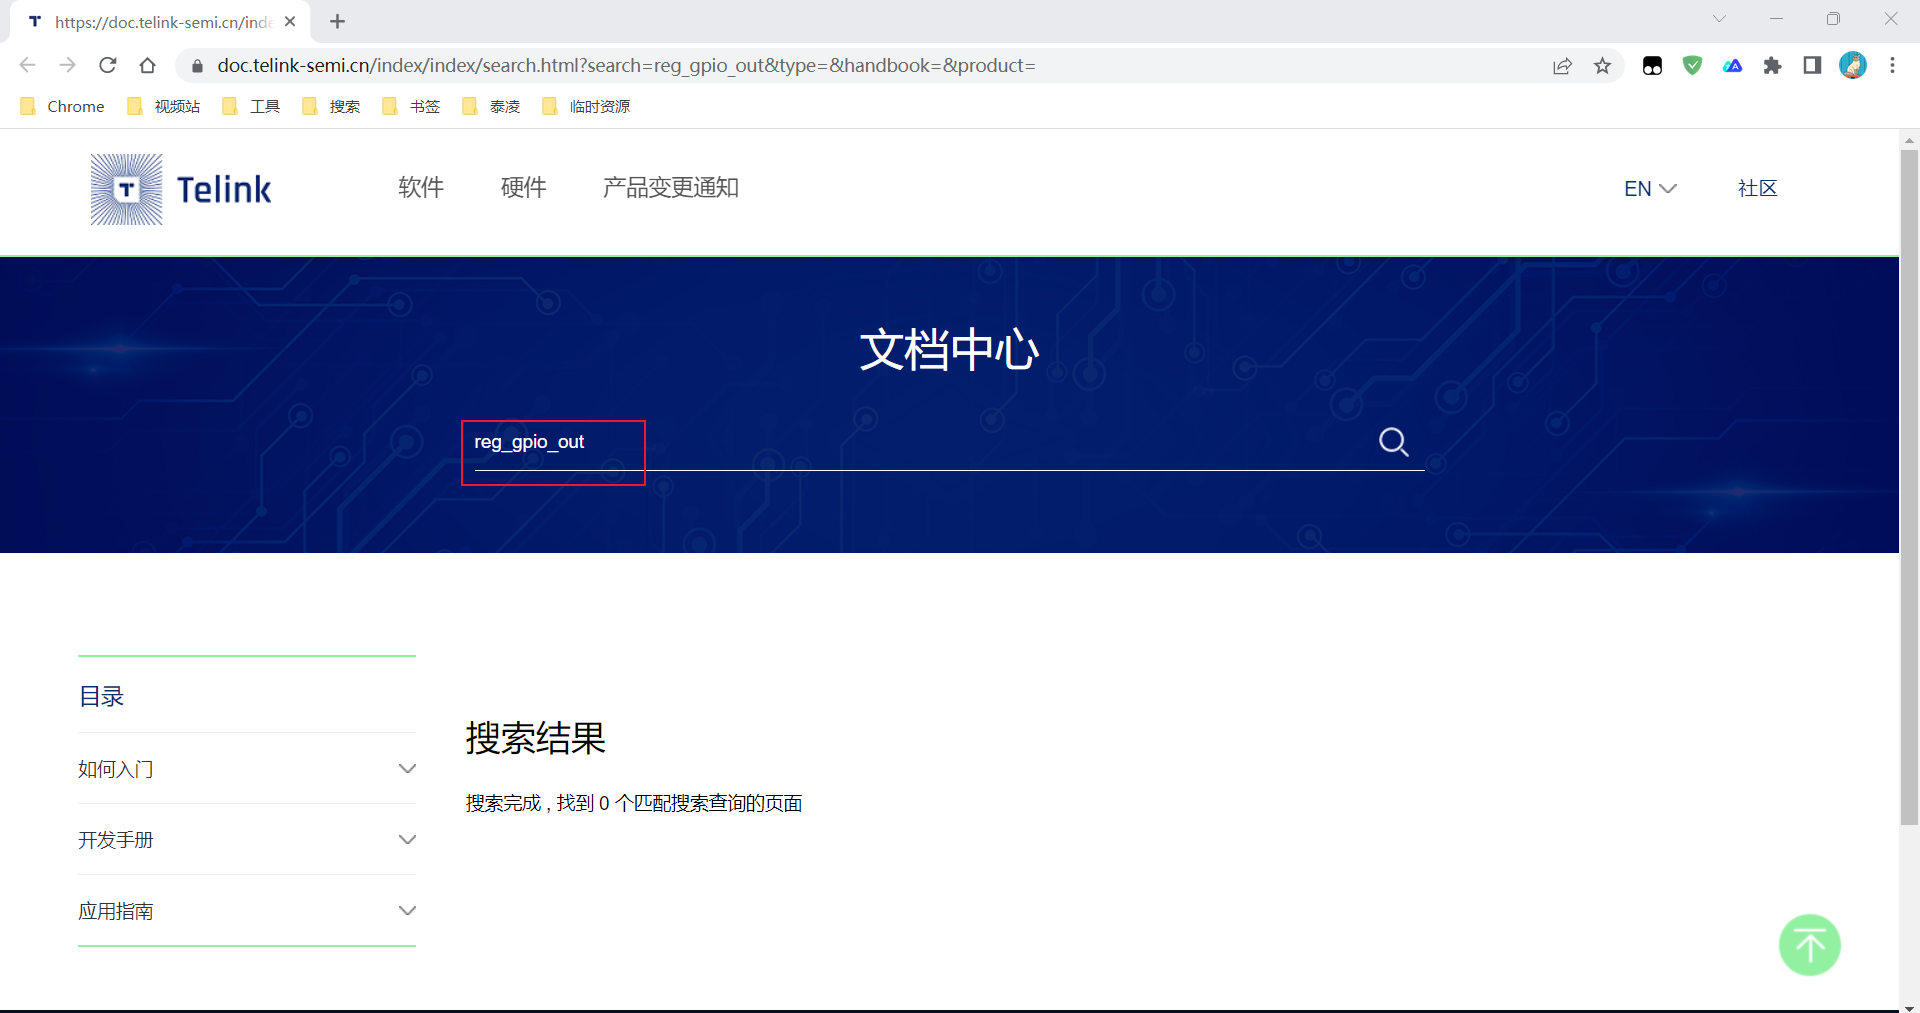 https://doc.telink-semi.cn/inde
doc.telink-semi.cn/index/index/search.html?search=reg_gpio_out&type=&handbook=&product=
Chrome 视频站 工具 搜索 书签 泰凌 临时资源
T Telink 软件 硬件 产品变更通知 EN 社区
文档中心
reg_gpio_out
目录
搜索结果
如何入门
搜索完成 , 找到 0 个匹配搜索查询的页面
开发手册
应用指南